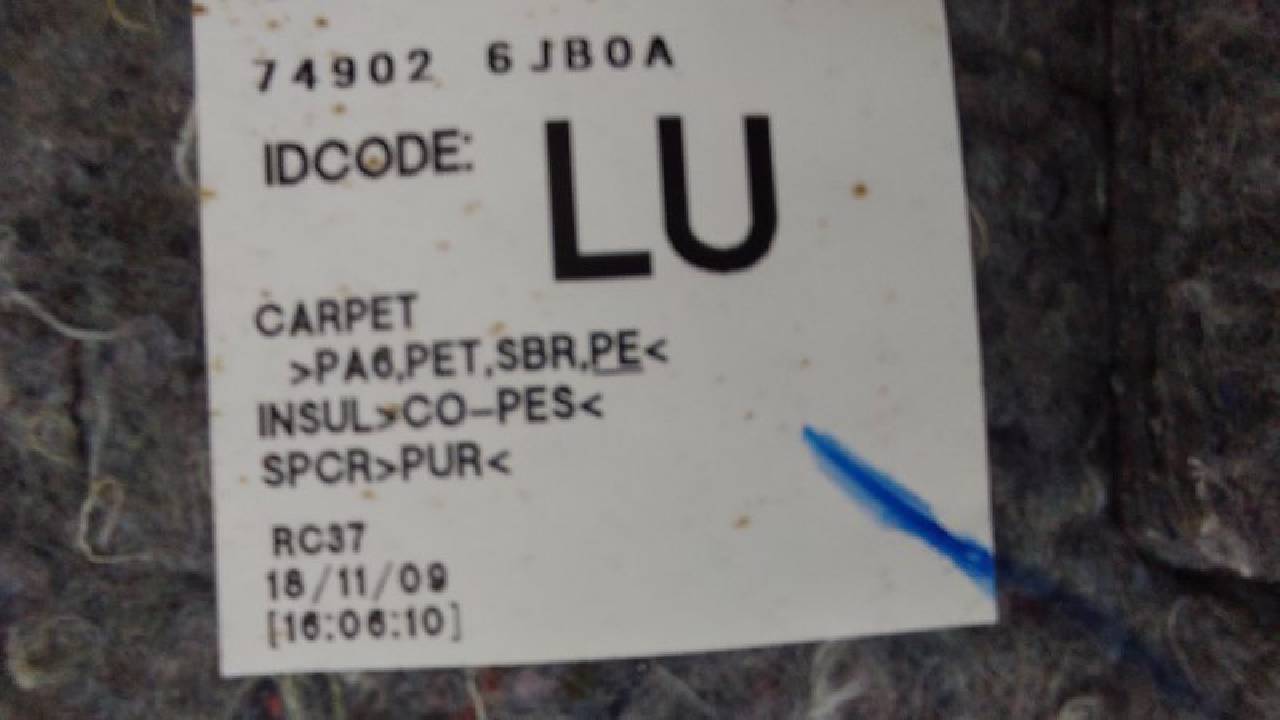 74902 6JB0A
IDCODE: LU
CARPET
>PA6,PET,SBR,PE<
INSUL>CO-PES<
SPCR>PUR<
RC37
18/11/09
[16:06:10]